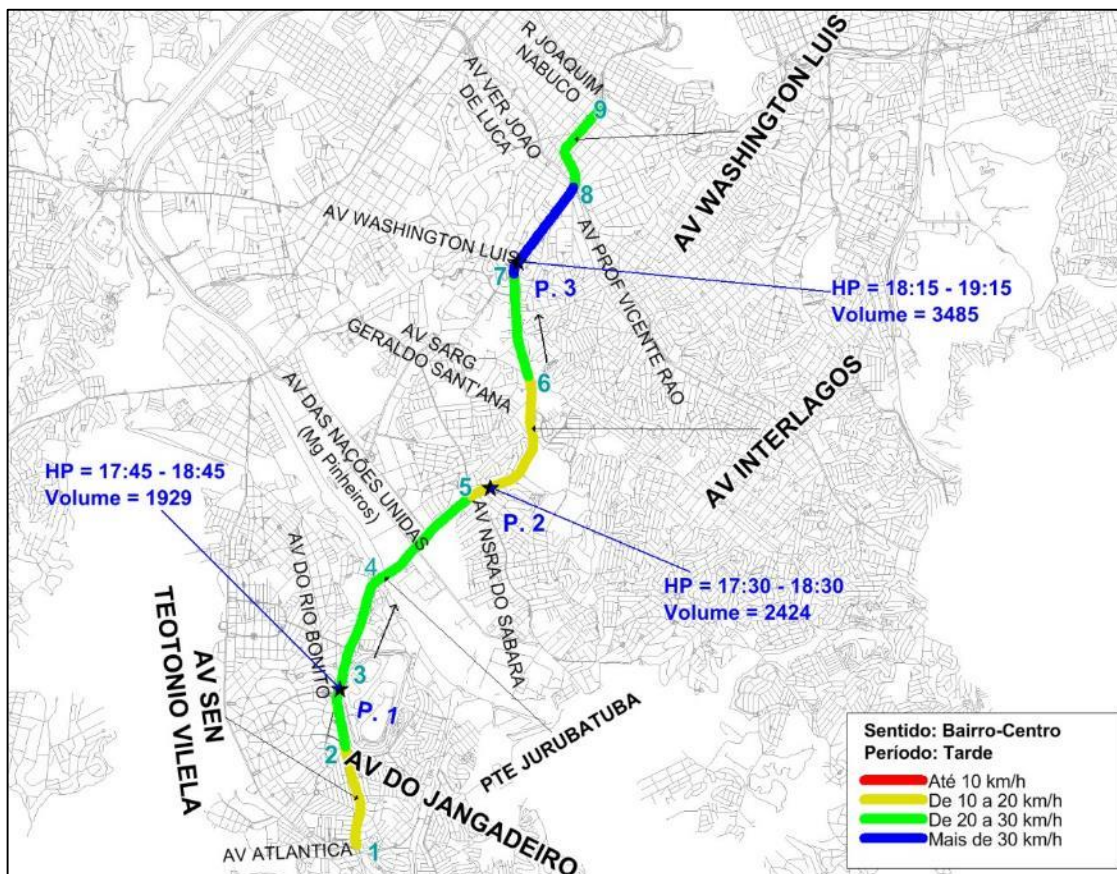 R JOAQUIM
NABUCO
AV VER JOAO
DE LUCA
9
AV WASHINGTON LUIS
8
AV WASHINGTON LUIS
7
P. 3
AV PROF VICENTE RAO
HP = 18:15 - 19:15
Volume = 3485
AV SARG
GERALDO SANT'ANA
6
AV INTERLAGOS
AV DAS NAÇÕES UNIDAS
(Mg Pinheiros)
HP = 17:45 - 18:45
Volume = 1929
5
P. 2
AV NSRA DO SABARA
HP = 17:30 - 18:30
Volume = 2424
4
AV DO RIO BONITO
AV SEN
TEOTONIO VILELA
3
P. 1
PTE JURUBATUBA
2
AV DO JANGADEIRO
AV ATLANTICA
1
Sentido: Bairro-Centro
Período: Tarde
Até 10 km/h
De 10 a 20 km/h
De 20 a 30 km/h
Mais de 30 km/h